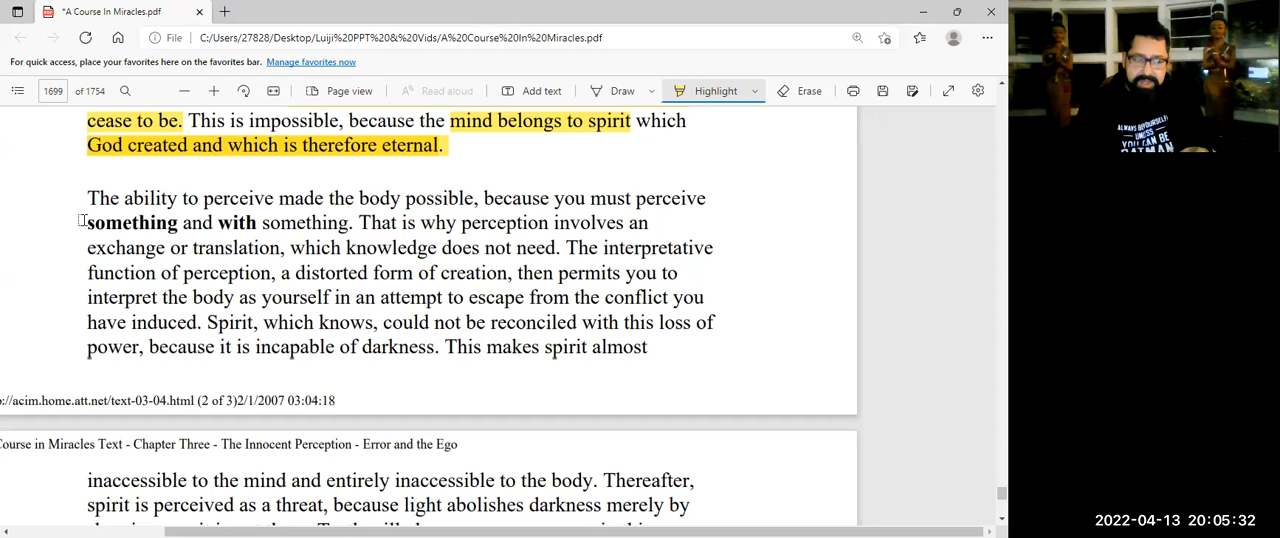 *A Course In Miracles.pdf
File C:/Users/27828/Desktop/Luiji%20PPT%20&%20Vids/A%20Course%20In%20Miracles.pdf
For quick access, place your favorites here on the favorites bar. Manage favorites now
1699 of 1754 Page view Read aloud Add text Draw Highlight Erase
cease to be. This is impossible, because the mind belongs to spirit which
God created and which is therefore eternal.
The ability to perceive made the body possible, because you must perceive
something and with something. That is why perception involves an
exchange or translation, which knowledge does not need. The interpretative
function of perception, a distorted form of creation, then permits you to
interpret the body as yourself in an attempt to escape from the conflict you
have induced. Spirit, which knows, could not be reconciled with this loss of
power, because it is incapable of darkness. This makes spirit almost
://acim.home.att.net/text-03-04.html (2 of 3)2/1/2007 03:04:18
Course in Miracles Text - Chapter Three - The Innocent Perception - Error and the Ego
inaccessible to the mind and entirely inaccessible to the body. Thereafter,
spirit is perceived as a threat, because light abolishes darkness merely by
ALWAYS BE YOURSELF
UNLESS
YOU CAN BE
BATMAN
2022-04-13 20:05:32